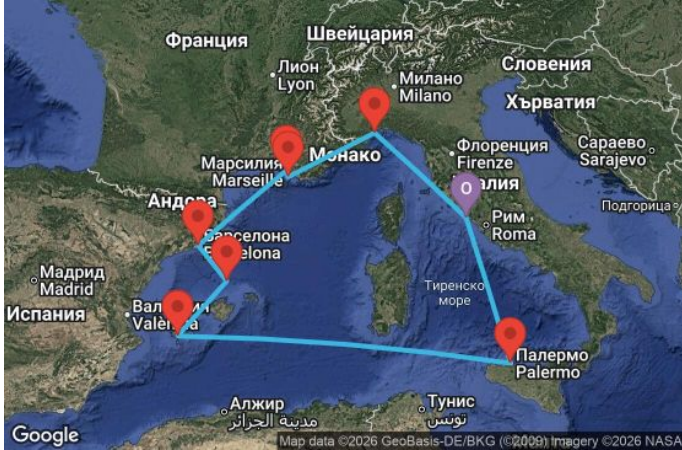 Франция
Швейцария
Лион
Lyon
Милано
Milano
Словения
Хърватия
Марсилия
Marseille
Монако
Флоренция
Firenze
Сараево
Sarajevo
Андора
Подгорица
Рим
Roma
O
Барселона
Мадрид
Madrid
Испания
València
Тиренско
море
Палермо
Palermo
Алжир
مدينة الجزائر
Тунис
تونس
Google
Map data ©2026 GeoBasis-DE/BKG (©2009) Imagery ©2026 NASA